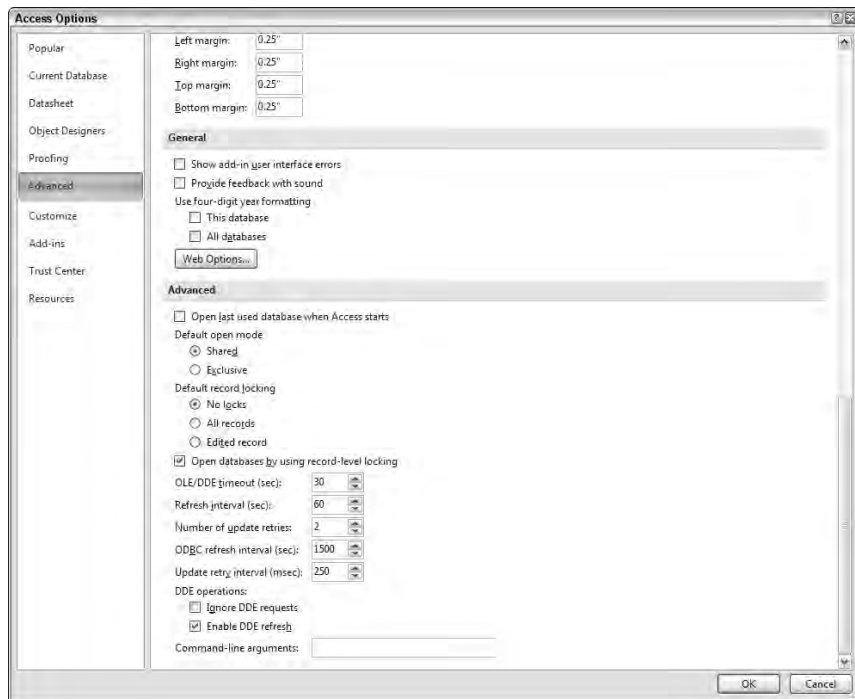 Access Options
Popular
Current Database
Datasheet
Object Designers
Proofing
Advanced
Customize
Add-ins
Trust Center
Resources
Left margin: 0.25"
Right margin: 0.25"
Top margin: 0.25"
Bottom margin: 0.25"
General
Show add-in user interface errors
Provide feedback with sound
Use four-digit year formatting
This database
All databases
Web Options...
Advanced
Open last used database when Access starts
Default open mode
Shared
Exclusive
Default record locking
No locks
All records
Edited record
Open databases by using record-level locking
OLE/DDE timeout (sec): 30
Refresh interval (sec): 60
Number of update retries: 2
ODBC refresh interval (sec): 1500
Update retry interval (msec): 250
DDE operations:
Ignore DDE requests
Enable DDE refresh
Command-line arguments:
OK Cancel